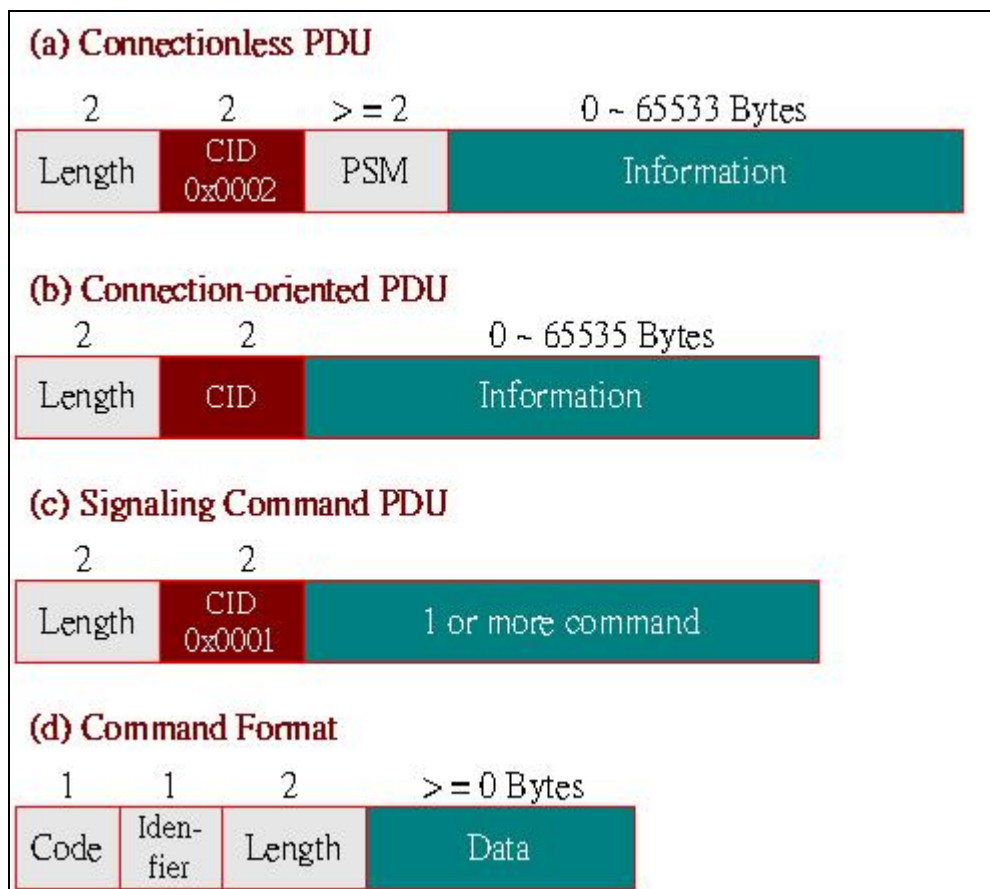 (a) Connectionless PDU
2 2 > = 2 0 ~ 65533 Bytes
Length CID 0x0002 PSM Information
(b) Connection-oriented PDU
2 2 0 ~ 65535 Bytes
Length CID Information
(c) Signaling Command PDU
2 2
Length CID 0x0001 1 or more command
(d) Command Format
1 1 2 > = 0 Bytes
Code Iden-fier Length Data